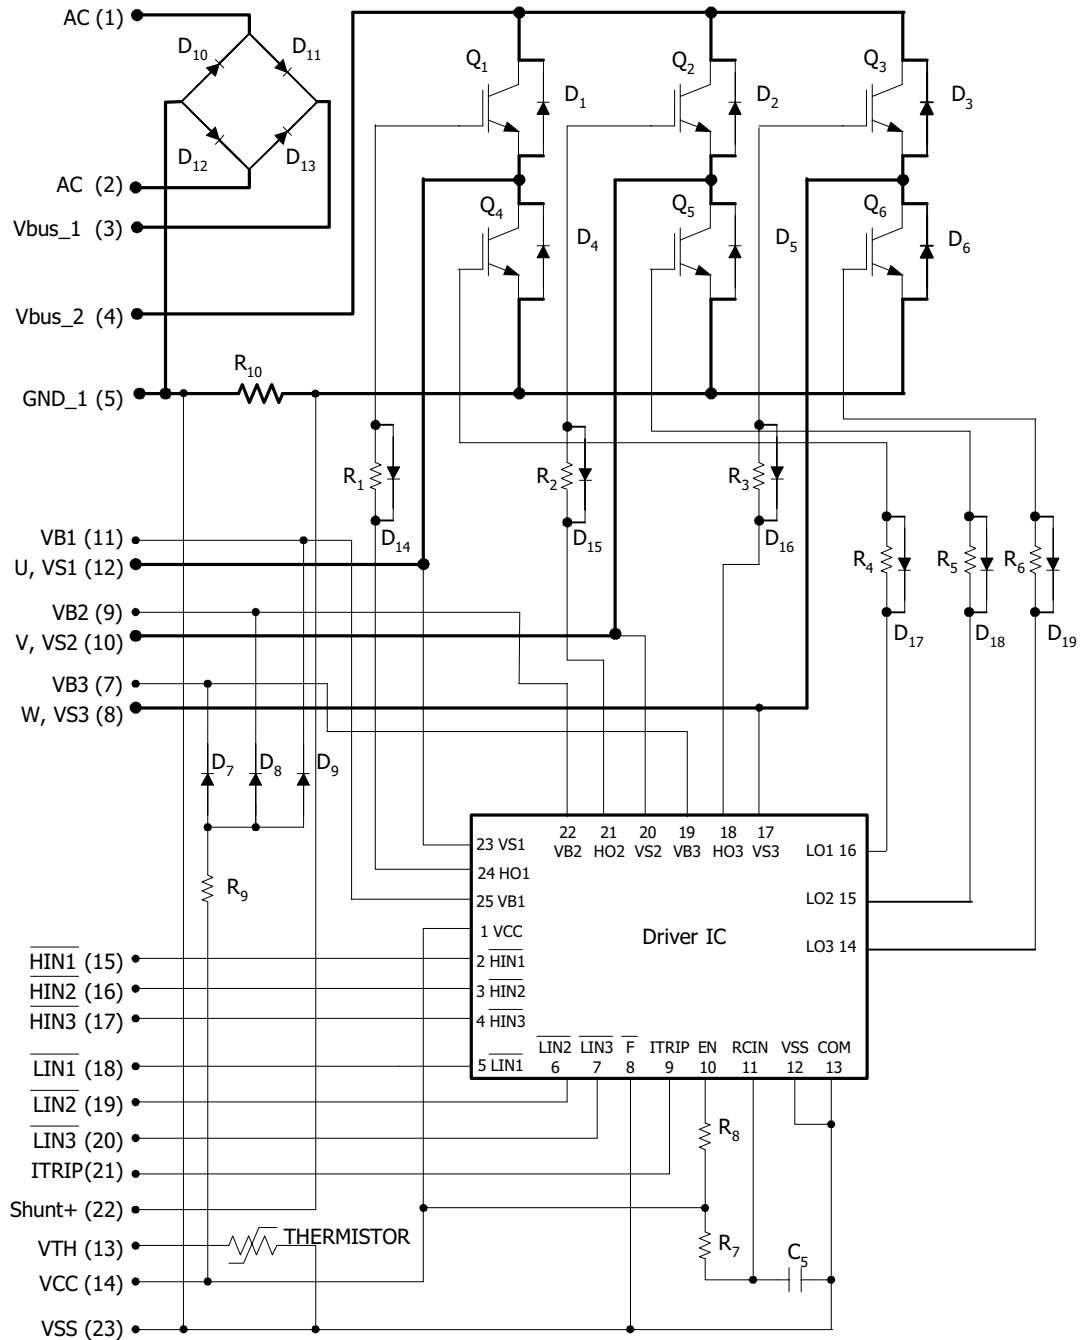 AC (1)
D10
D11
D12
D13
AC (2)
Vbus_1 (3)
Vbus_2 (4)
R10
GND_1 (5)
Q1
D1
Q2
D2
Q3
D3
Q4
D4
Q5
D5
Q6
D6
R1
D14
R2
D15
R3
D16
R4
D17
R5
D18
R6
D19
VB1 (11)
U, VS1 (12)
VB2 (9)
V, VS2 (10)
VB3 (7)
W, VS3 (8)
D7
D8
D9
R9
22 21 20 19 18 17
VB2 HO2 VS2 VB3 HO3 VS3
23 VS1
24 HO1
25 VB1
1 VCC
2 HIN1
3 HIN2
4 HIN3
5 LIN1
Driver IC
LO1 16
LO2 15
LO3 14
LIN2 LIN3 F ITRIP EN RCIN VSS COM
6 7 8 9 10 11 12 13
HIN1 (15)
HIN2 (16)
HIN3 (17)
LIN1 (18)
LIN2 (19)
LIN3 (20)
ITRIP(21)
Shunt+ (22)
VTH (13)
THERMISTOR
VCC (14)
VSS (23)
R8
R7
C5